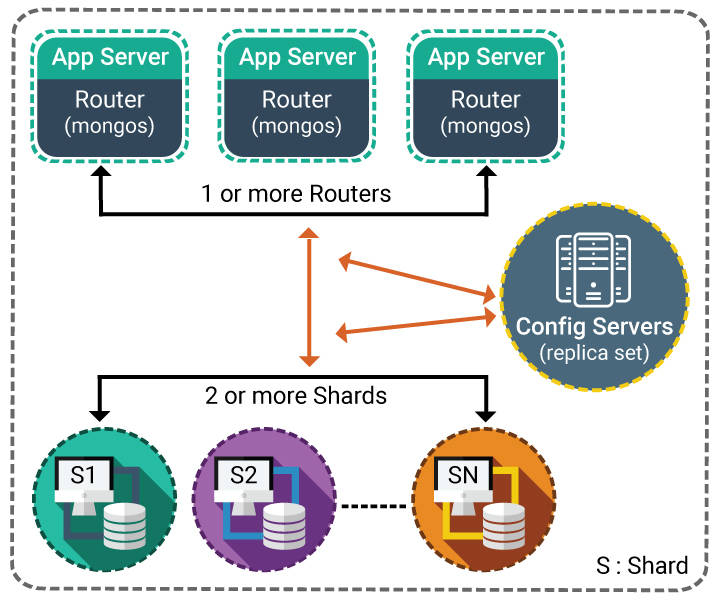 App Server
Router
(mongos)
App Server
Router
(mongos)
App Server
Router
(mongos)
1 or more Routers
Config Servers
(replica set)
2 or more Shards
S1
S2
SN
S : Shard